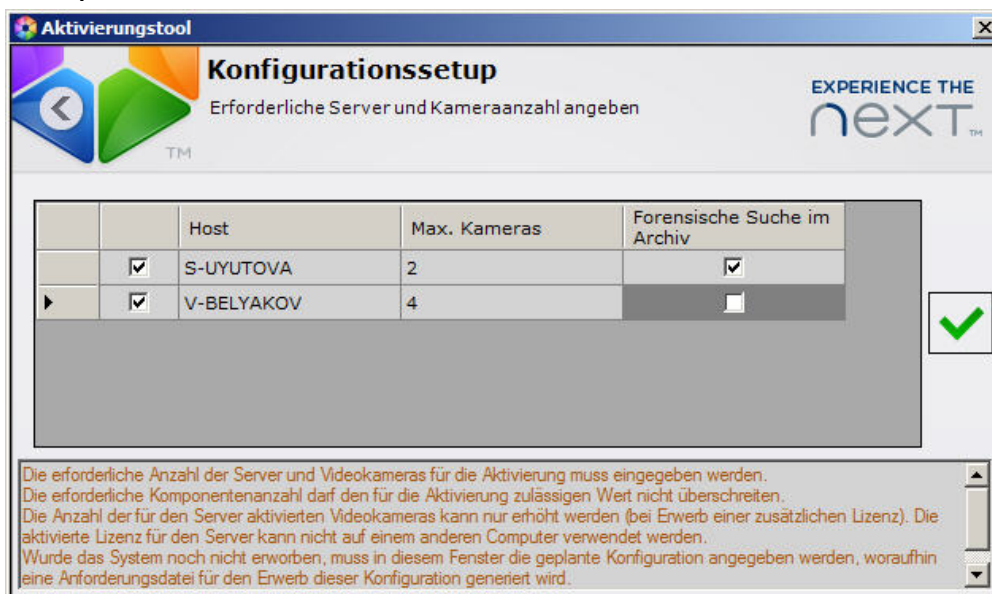 Aktivierungstool
Konfigurationssetup
Erforderliche Server und Kameraanzahl angeben
EXPERIENCE THE
next™
TM
Host Max. Kameras Forensische Suche im Archiv
S-UYUTOVA 2
V-BELYAKOV 4
Die erforderliche Anzahl der Server und Videokameras für die Aktivierung muss eingegeben werden.
Die erforderliche Komponentenanzahl darf den für die Aktivierung zulässigen Wert nicht überschreiten.
Die Anzahl der für den Server aktivierten Videokameras kann nur erhöht werden (bei Erwerb einer zusätzlichen Lizenz). Die
aktivierte Lizenz für den Server kann nicht auf einem anderen Computer verwendet werden.
Wurde das System noch nicht erworben, muss in diesem Fenster die geplante Konfiguration angegeben werden, woraufhin
eine Anforderungsdatei für den Erwerb dieser Konfiguration generiert wird.